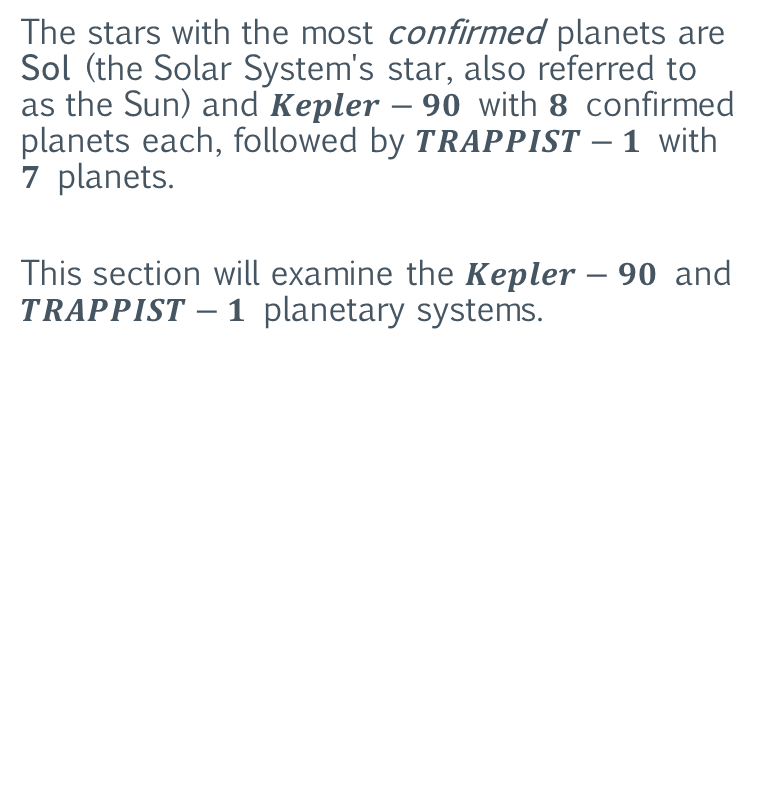 The stars with the most confirmed planets are
Sol (the Solar System's star, also referred to
as the Sun) and Kepler − 90 with 8 confirmed
planets each, followed by TRAPPIST − 1 with
7 planets.
This section will examine the Kepler − 90 and
TRAPPIST − 1 planetary systems.